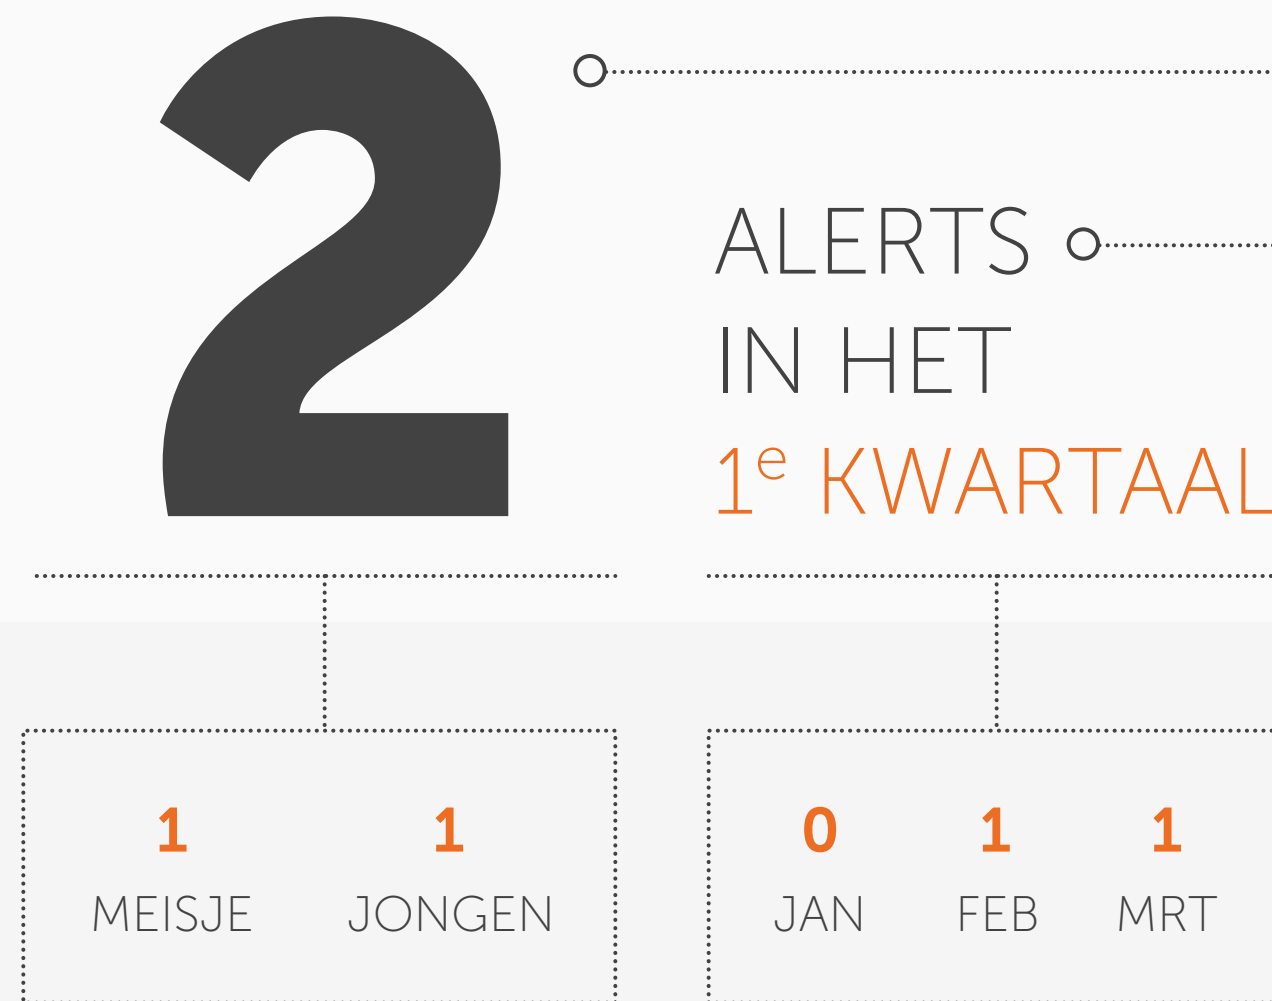 2
ALERTS
IN HET
1e KWARTAAL
1 1
MEISJE JONGEN
0 1 1
JAN FEB MRT